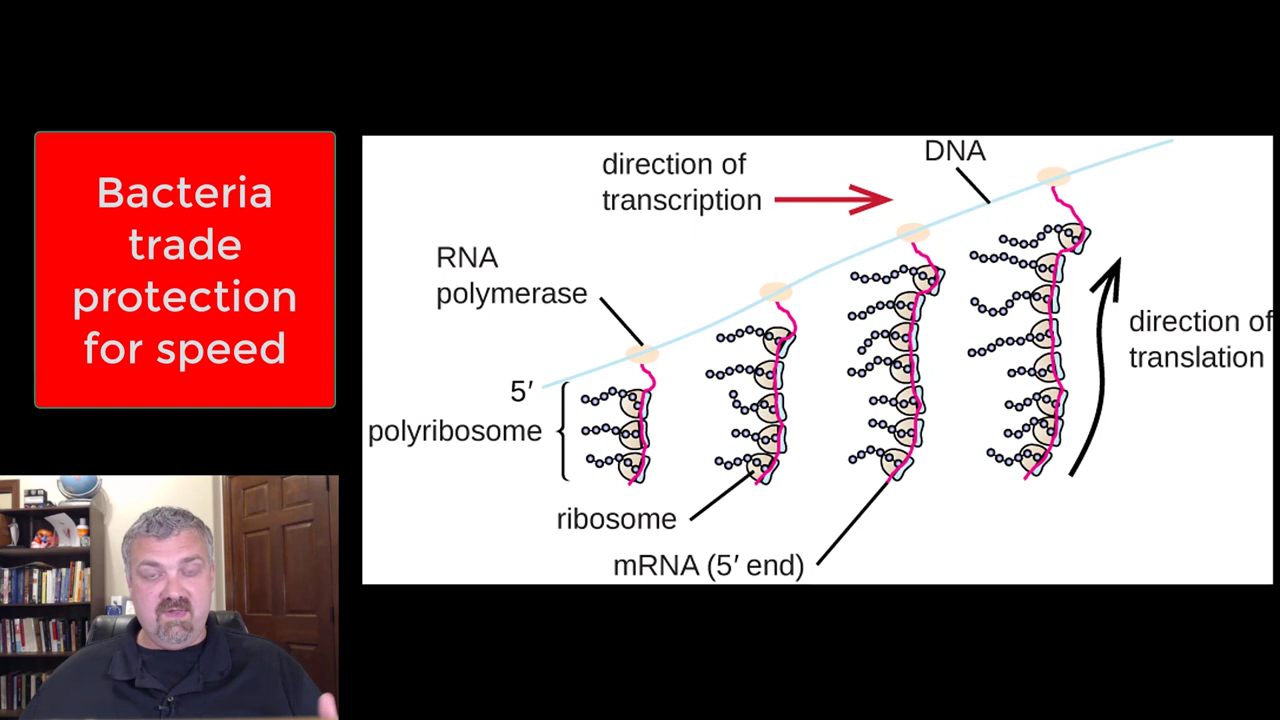 Bacteria
trade
protection
for speed
direction of
transcription
DNA
RNA
polymerase
5′
polyribosome
direction of
translation
ribosome
mRNA (5′ end)